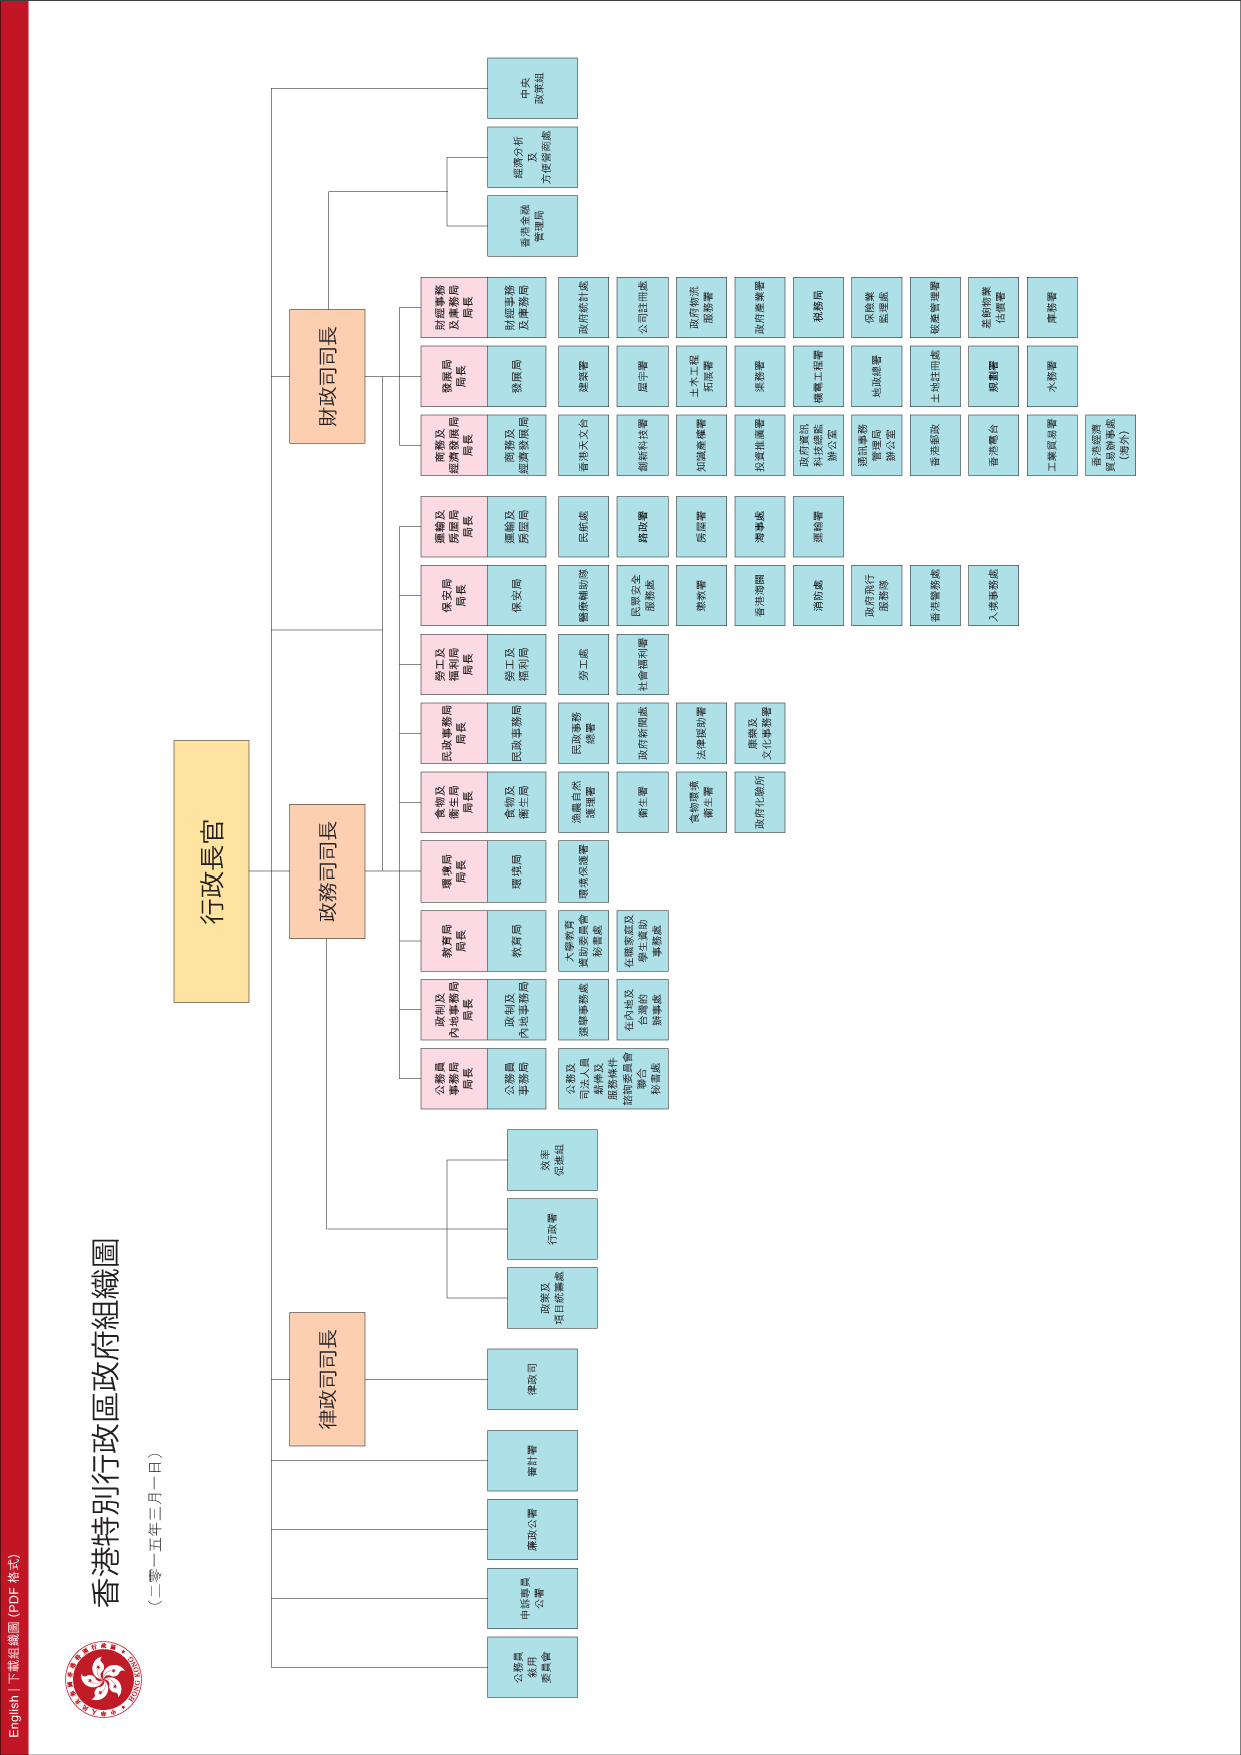 English | 下載組織圖 (PDF 格式)
香港特別行政區政府組織圖
(二零一五年三月一日)
HONG KONG
行政長官
律政司司長
政務司司長
財政司司長
公務員
敍用
委員會
申訴專員
公署
廉政公署
審計署
律政司
政策及
項目統籌處
行政署
效率
促進組
公務員
事務局
局長
公務員
事務局
公務及
司法人員
薪俸及
服務條件
諮詢委員會
聯合
秘書處
政制及
內地事務局
局長
政制及
內地事務局
選舉事務處
在內地及
台灣的
辦事處
教育局
局長
教育局
大學教育
資助委員會
秘書處
在職家庭及
學生資助
事務處
環境局
局長
環境局
環境保護署
食物及
衞生局
局長
食物及
衞生局
漁農自然
護理署
衞生署
食物環境
衞生署
政府化驗所
民政事務局
局長
民政事務局
民政事務
總署
政府新聞處
法律援助署
康樂及
文化事務署
勞工及
福利局
局長
勞工及
福利局
勞工處
社會福利署
保安局
局長
保安局
醫療輔助隊
民眾安全
服務處
懲教署
香港海關
消防處
政府飛行
服務隊
香港警務處
入境事務處
運輸及
房屋局
局長
運輸及
房屋局
民航處
路政署
房屋署
海事處
運輸署
商務及
經濟發展局
局長
商務及
經濟發展局
香港天文台
創新科技署
知識產權署
投資推廣署
政府資訊
科技總監
辦公室
通訊事務
管理局
辦公室
香港郵政
香港電台
工業貿易署
香港經濟
貿易辦事處
(海外)
發展局
局長
發展局
建築署
屋宇署
土木工程
拓展署
渠務署
機電工程署
地政總署
土地註冊處
規劃署
水務署
財經事務
及庫務局
局長
財經事務
及庫務局
政府統計處
公司註冊處
政府物流
服務署
政府產業署
稅務局
保險業
監理處
破產管理署
差餉物業
估價署
庫務署
香港金融
管理局
經濟分析
及
方便營商處
中央
政策組